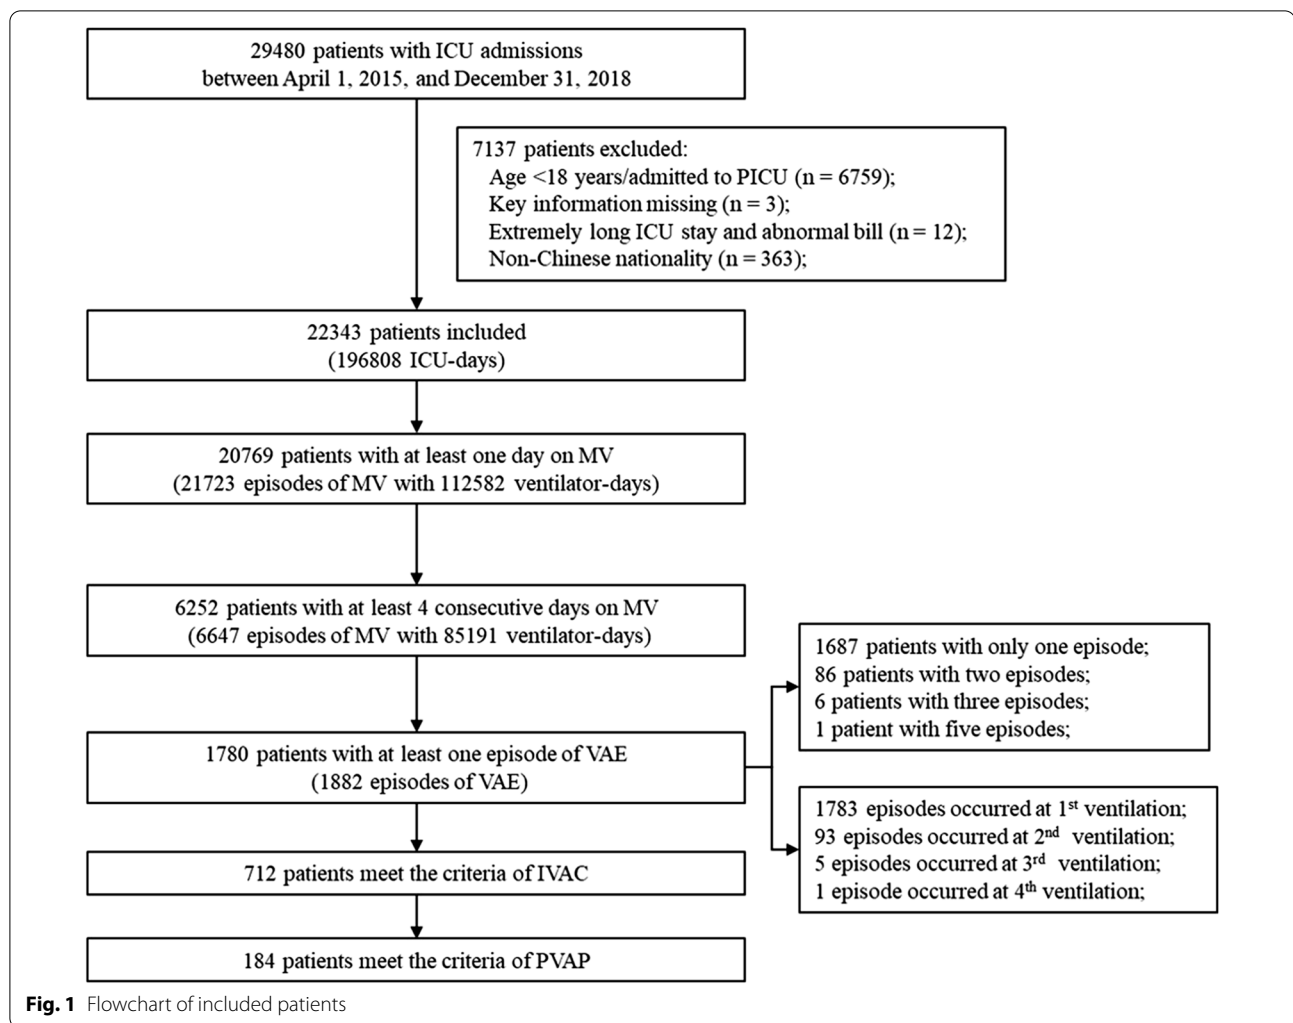 29480 patients with ICU admissions
between April 1, 2015, and December 31, 2018
7137 patients excluded:
Age <18 years/admitted to PICU (n = 6759);
Key information missing (n = 3);
Extremely long ICU stay and abnormal bill (n = 12);
Non-Chinese nationality (n = 363);
22343 patients included
(196808 ICU-days)
20769 patients with at least one day on MV
(21723 episodes of MV with 112582 ventilator-days)
6252 patients with at least 4 consecutive days on MV
(6647 episodes of MV with 85191 ventilator-days)
1687 patients with only one episode;
86 patients with two episodes;
6 patients with three episodes;
1 patient with five episodes;
1780 patients with at least one episode of VAE
(1882 episodes of VAE)
1783 episodes occurred at 1st ventilation;
93 episodes occurred at 2nd ventilation;
5 episodes occurred at 3rd ventilation;
1 episode occurred at 4th ventilation;
712 patients meet the criteria of IVAC
184 patients meet the criteria of PVAP
Fig. 1 Flowchart of included patients